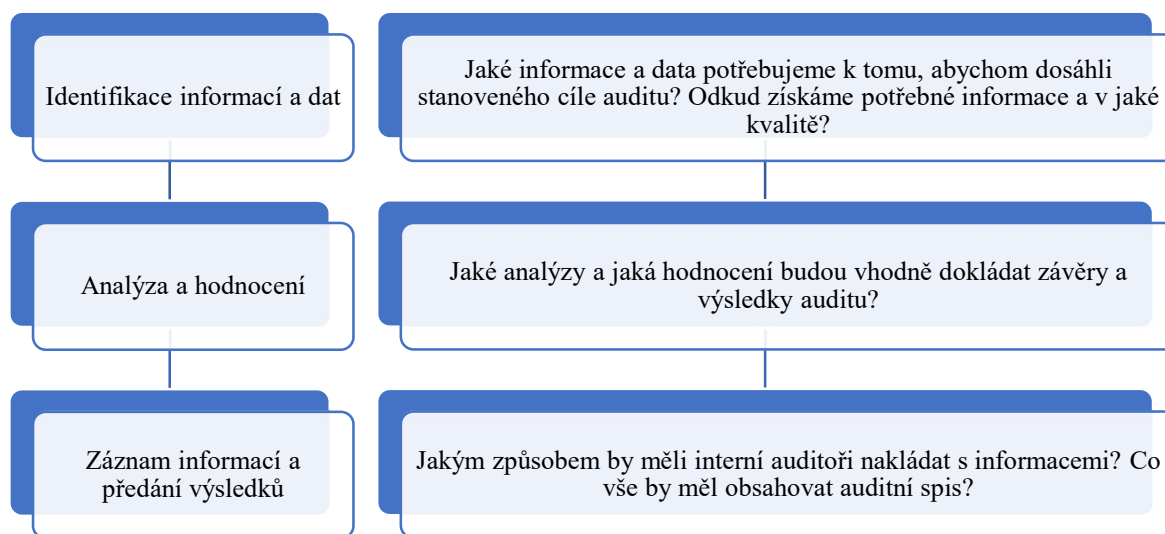 Identifikace informací a dat
Jaké informace a data potřebujeme k tomu, abychom dosáhli
stanoveného cíle auditu? Odkud získáme potřebné informace a v jaké
kvalitě?
Analýza a hodnocení
Jaké analýzy a jaká hodnocení budou vhodně dokládat závěry a
výsledky auditu?
Záznam informací a
předání výsledků
Jakým způsobem by měli interní auditoři nakládat s informacemi? Co
vše by měl obsahovat auditní spis?